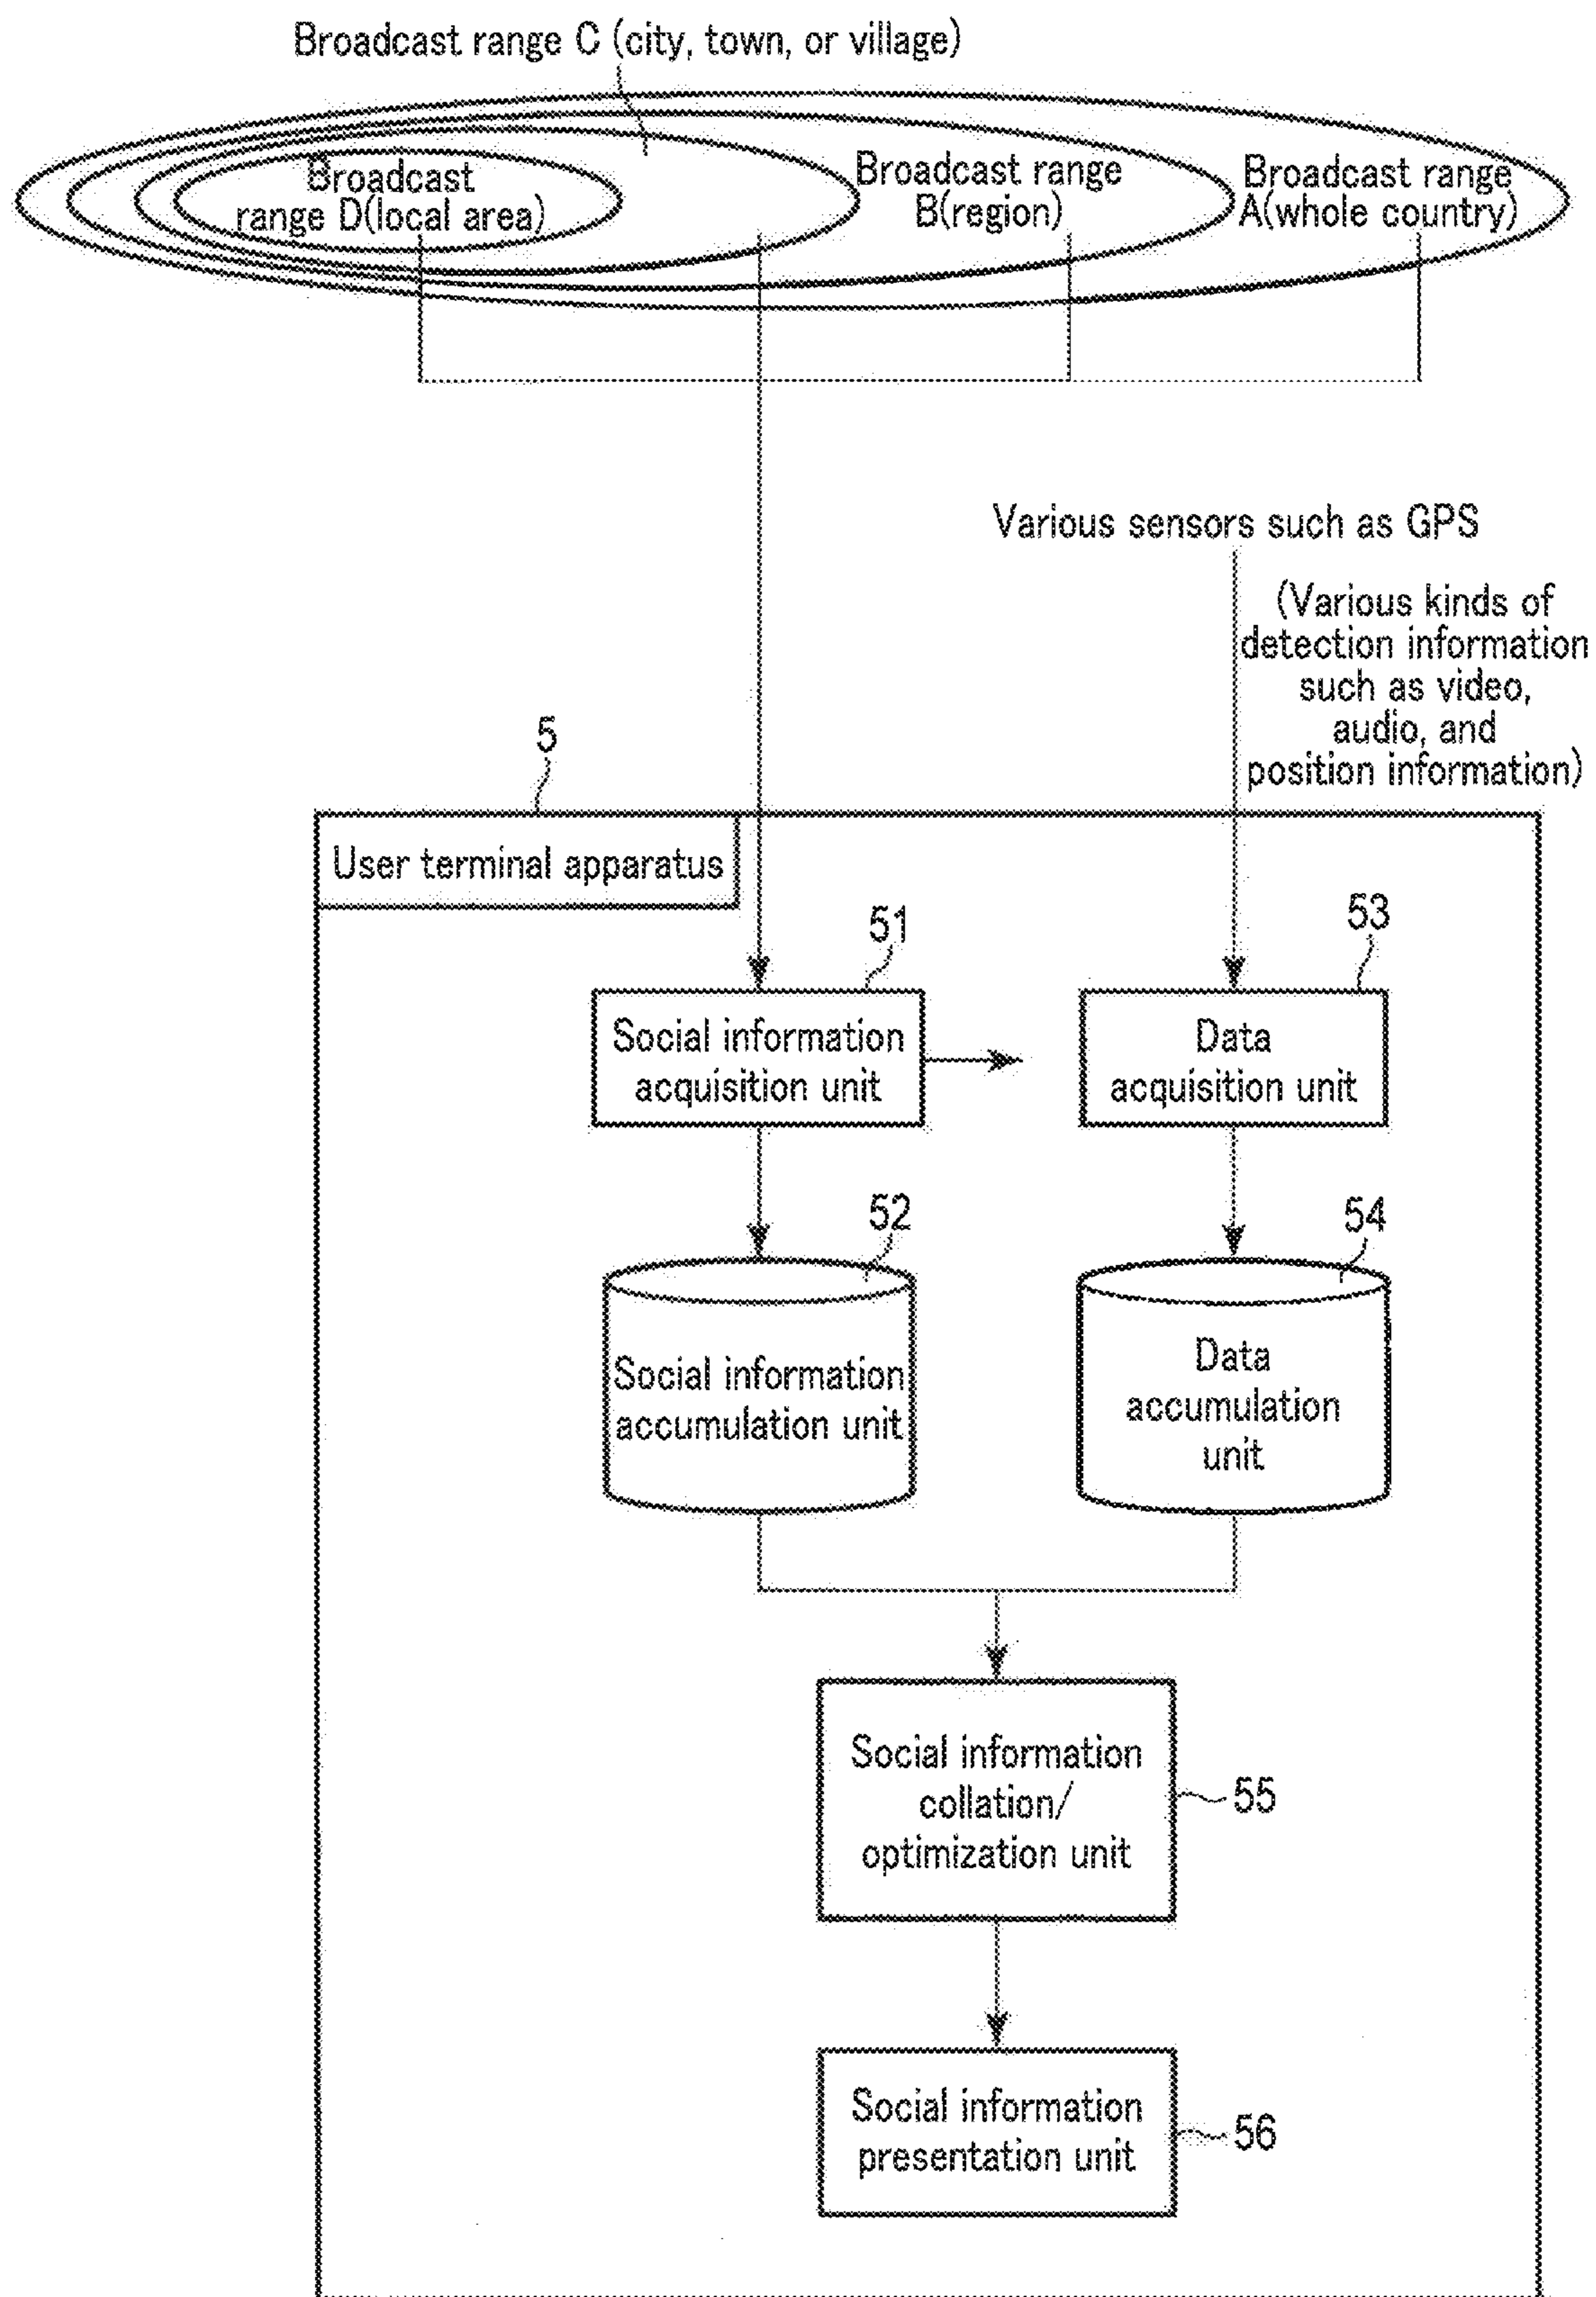 Broadcast range C (city, town, or village)
Broadcast
range D(local area)
Broadcast range
B(region)
Broadcast range
A(whole country)
Various sensors such as GPS
(Various kinds of
detection information
such as video,
audio, and
position information)
5
User terminal apparatus
51
53
Social information
acquisition unit
Data
acquisition unit
52
54
Social information
accumulation unit
Data
accumulation
unit
Social information
collation/
optimization unit
55
Social information
presentation unit
56